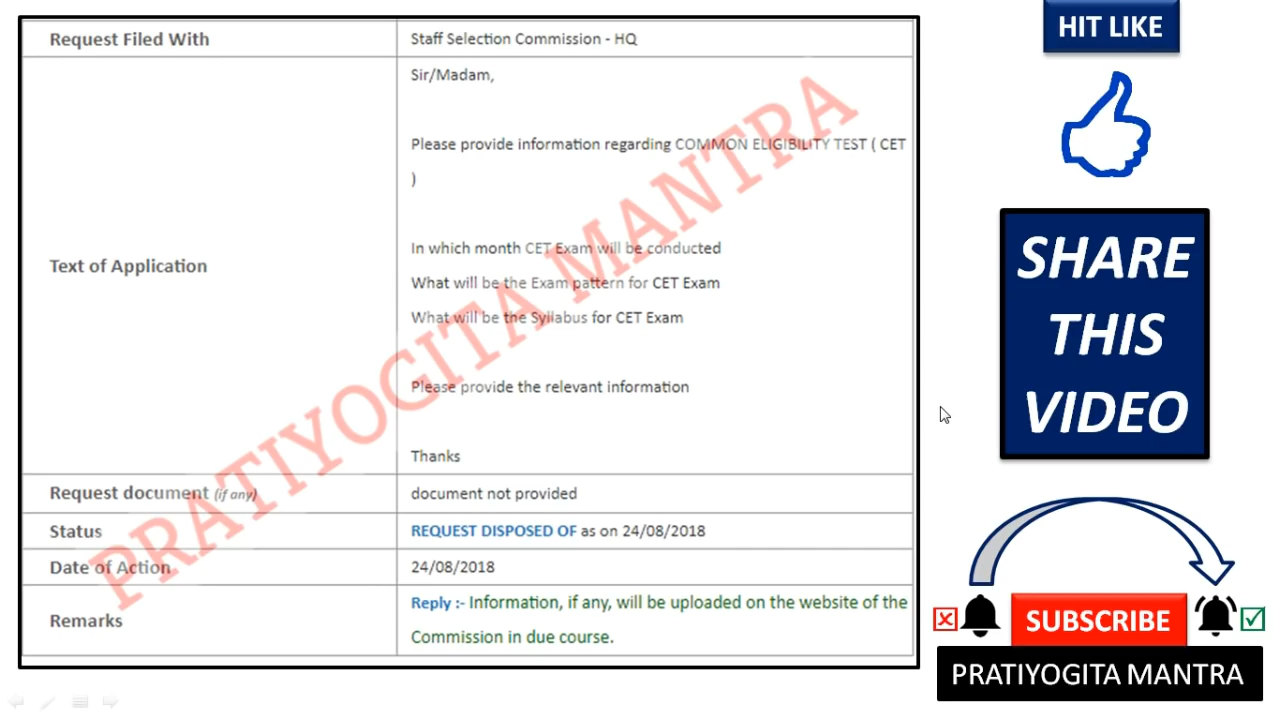 Request Filed With
Staff Selection Commission - HQ
Text of Application
Sir/Madam,
Please provide information regarding COMMON ELIGIBILITY TEST ( CET
)
In which month CET Exam will be conducted
What will be the Exam pattern for CET Exam
What will be the Syllabus for CET Exam
Please provide the relevant information
Thanks
Request document (if any)
document not provided
Status
REQUEST DISPOSED OF as on 24/08/2018
Date of Action
24/08/2018
Remarks
Reply :- Information, if any, will be uploaded on the website of the
Commission in due course.
PRATIYOGITA MANTRA
HIT LIKE
SHARE
THIS
VIDEO
SUBSCRIBE
PRATIYOGITA MANTRA